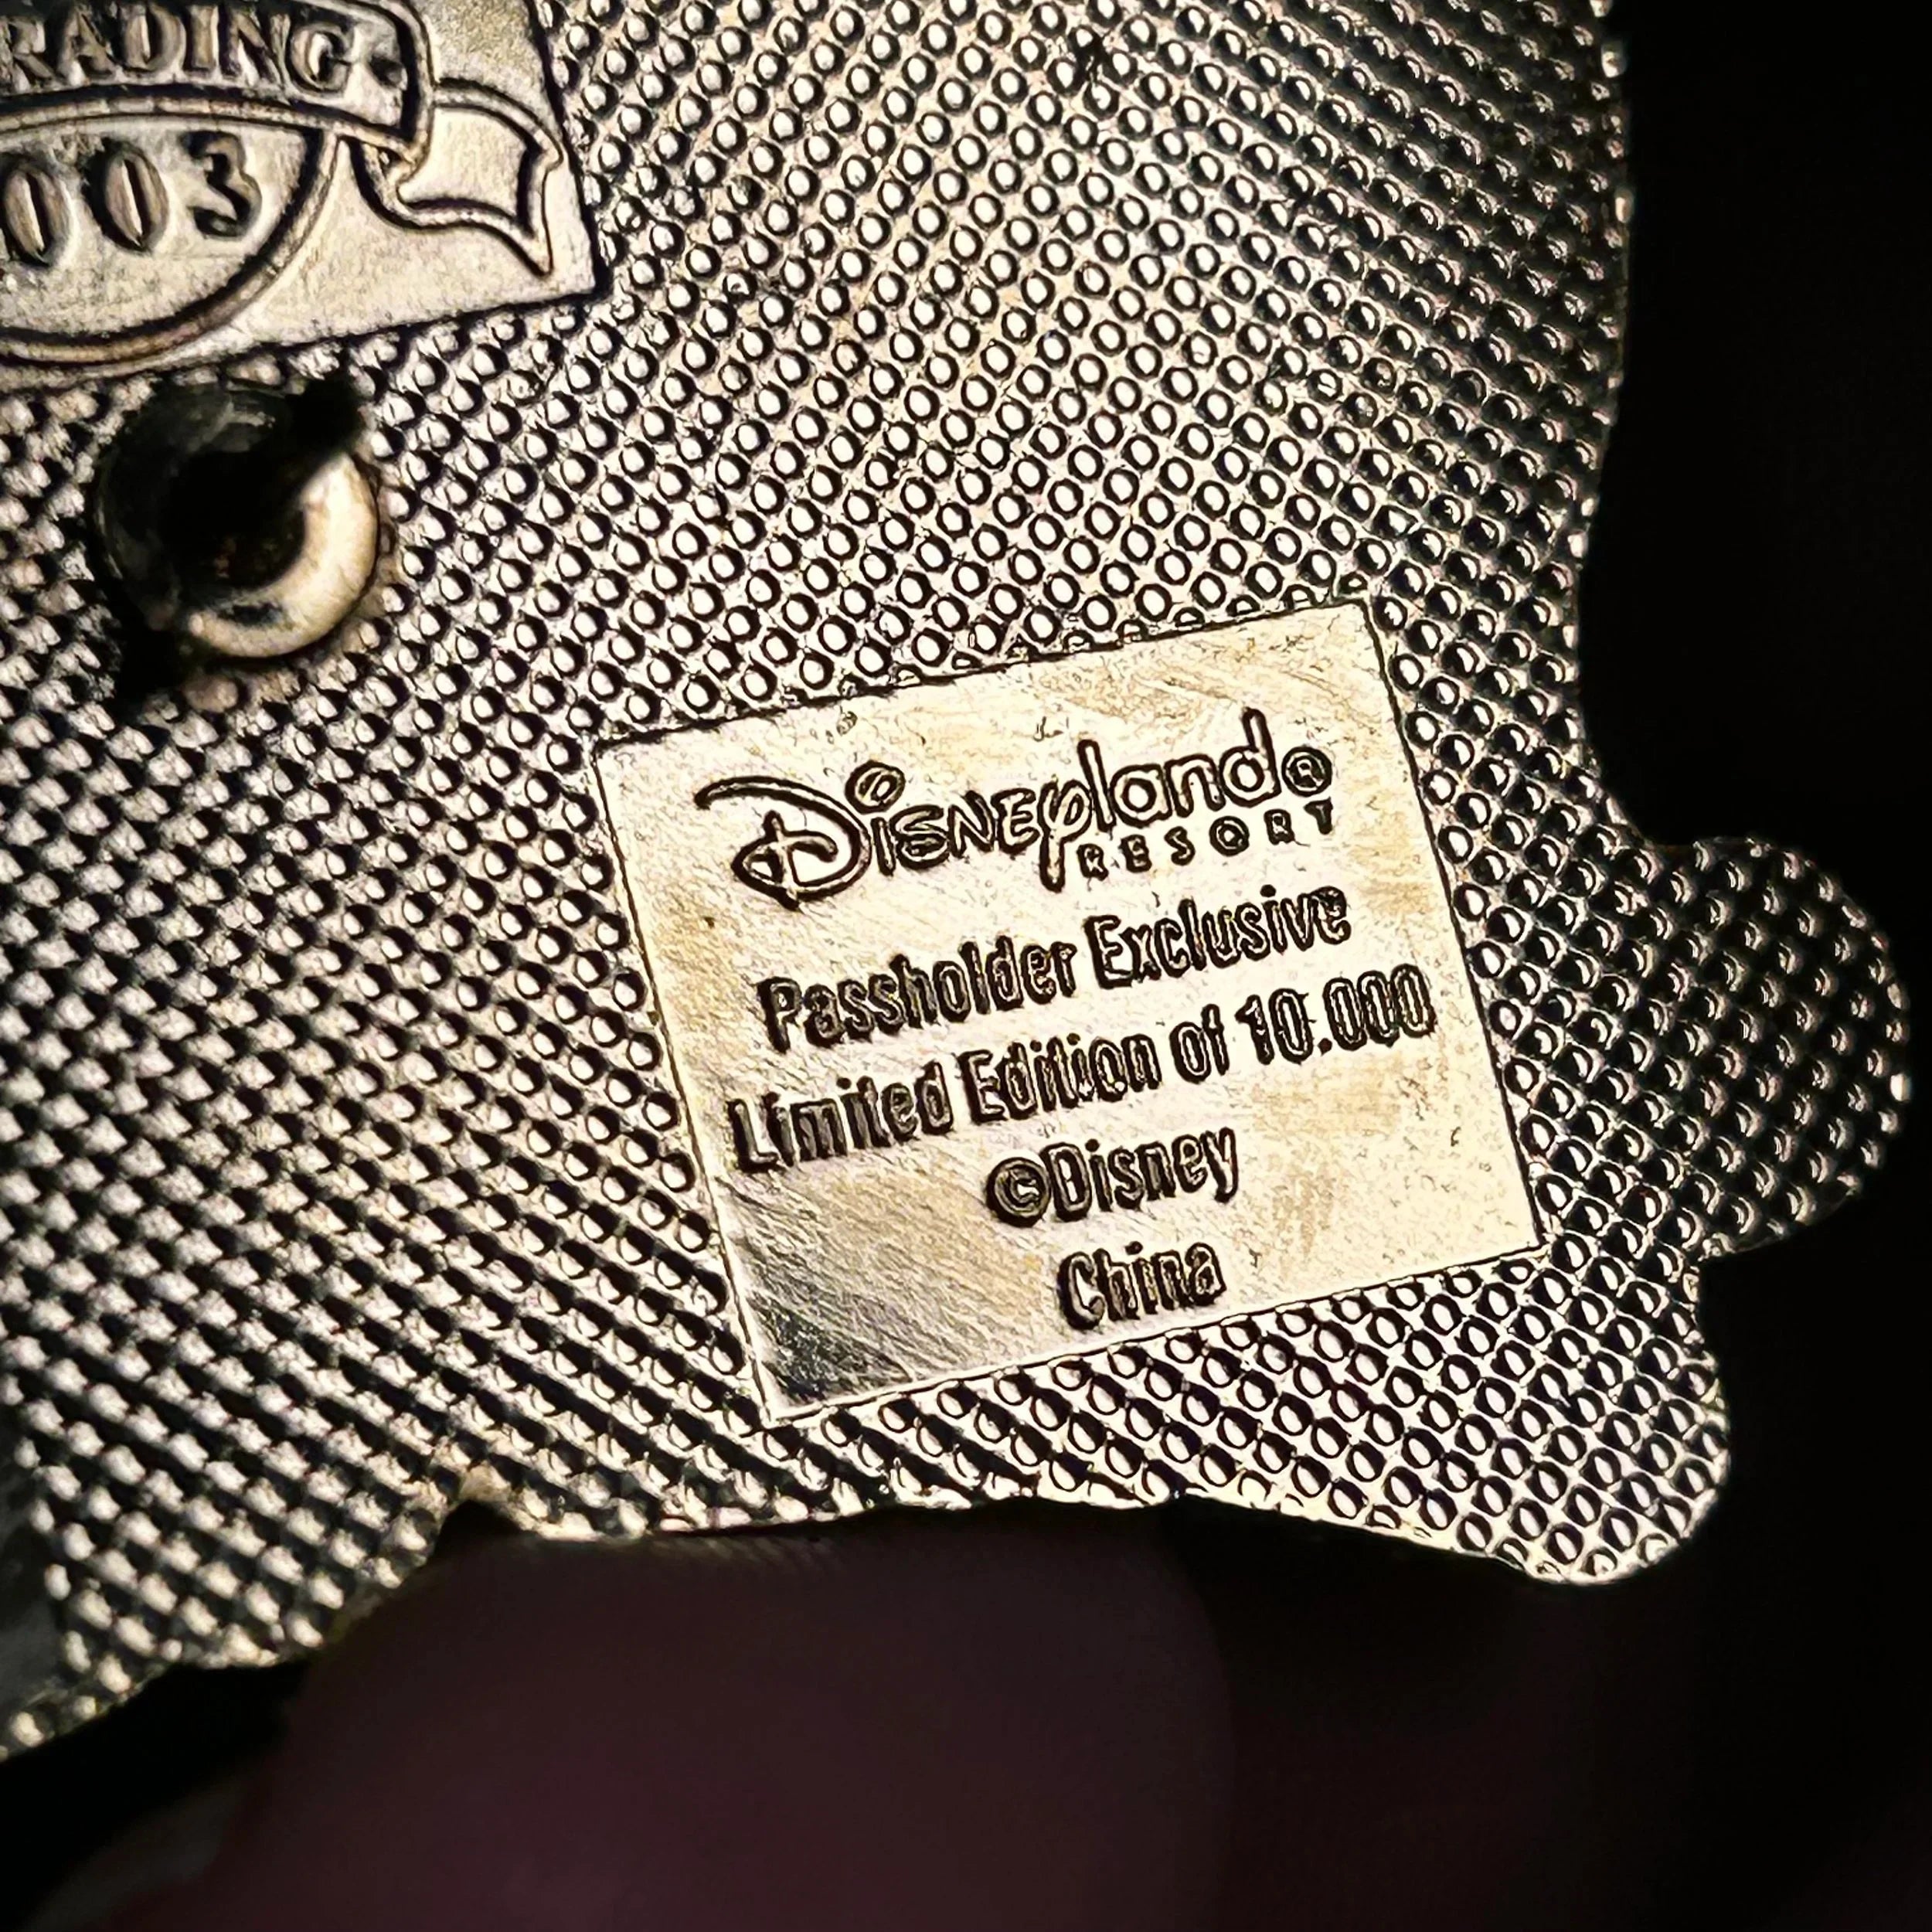 RADING
003
Disneyland®
RESORT
Passholder Exclusive
Limited Edition of 10.000
©Disney
China